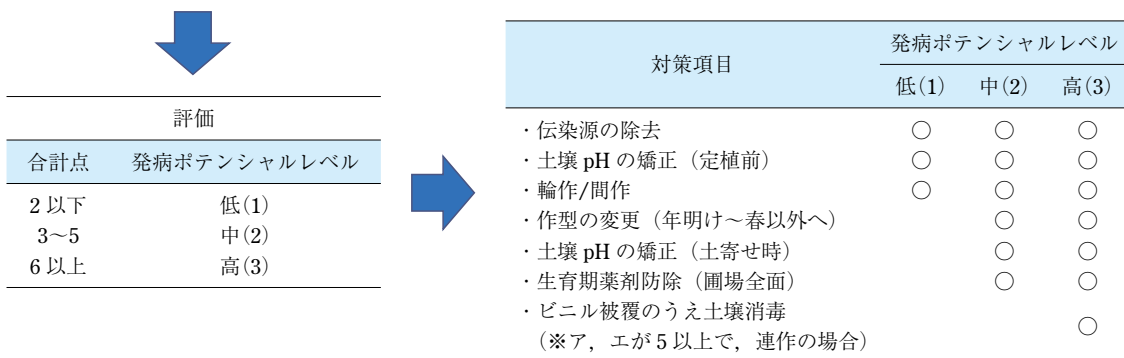 評価
合計点 発病ポテンシャルレベル
2以下 低(1)
3〜5 中(2)
6以上 高(3)
対策項目 発病ポテンシャルレベル
低(1) 中(2) 高(3)
・伝染源の除去 ○ ○ ○
・土壌 pH の矯正（定植前） ○ ○ ○
・輪作/間作 ○ ○ ○
・作型の変更（年明け〜春以外へ） ○ ○
・土壌 pH の矯正（土寄せ時） ○ ○
・生育期薬剤防除（圃場全面） ○ ○
・ビニル被覆のうえ土壌消毒
（※ア，エが 5 以上で，連作の場合） ○